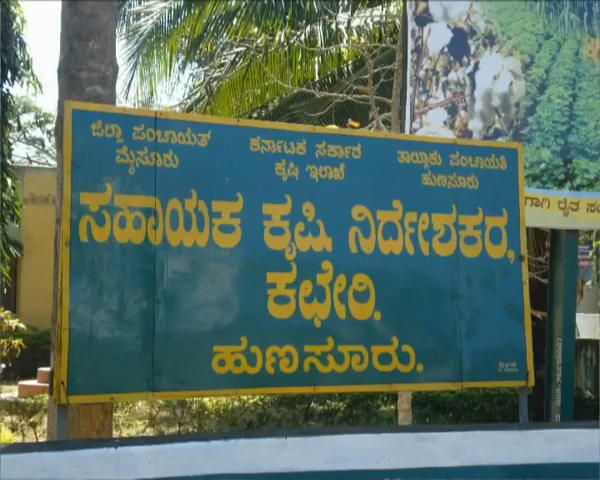 ಜಿಲ್ಲಾ ಪಂಚಾಯತ್
ಮೈಸೂರು
ಕರ್ನಾಟಕ ಸರ್ಕಾರ
ಕೃಷಿ ಇಲಾಖೆ
ತಾಲ್ಲೂಕು ಪಂಚಾಯಿತಿ
ಹುಣಸೂರು
ಸಹಾಯಕ ಕೃಷಿ ನಿರ್ದೇಶಕರ,
ಕಛೇರಿ.
ಹುಣಸೂರು.
ರೈತ